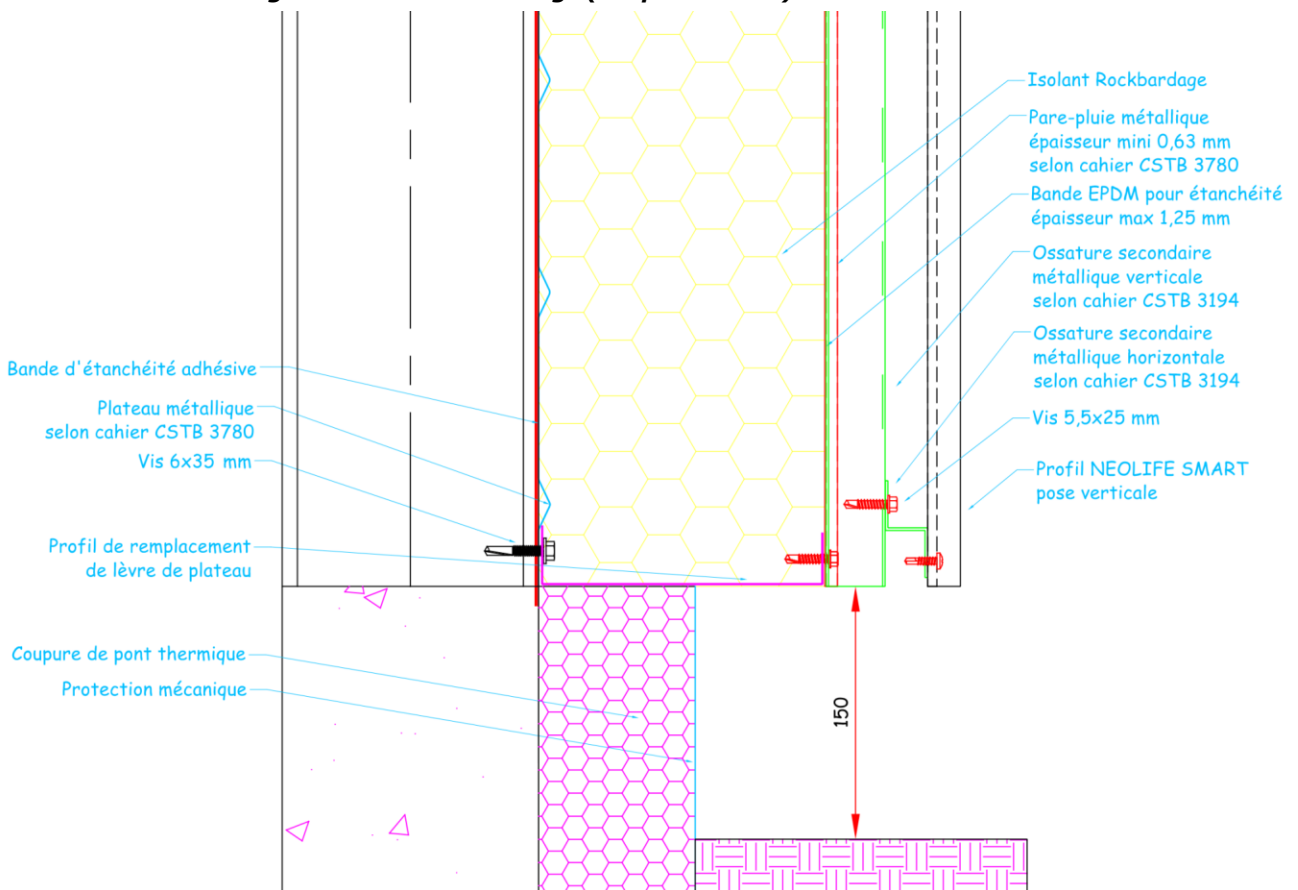 Isolant Rockbardage
Pare-pluie métallique
épaisseur mini 0,63 mm
selon cahier CSTB 3780
Bande EPDM pour étanchéité
épaisseur max 1,25 mm
Ossature secondaire
métallique verticale
selon cahier CSTB 3194
Ossature secondaire
métallique horizontale
selon cahier CSTB 3194
Vis 5,5x25 mm
Profil NEOLIFE SMART
pose verticale
Bande d'étanchéité adhésive
Plateau métallique
selon cahier CSTB 3780
Vis 6x35 mm
Profil de remplacement
de lèvre de plateau
Coupure de pont thermique
Protection mécanique
150